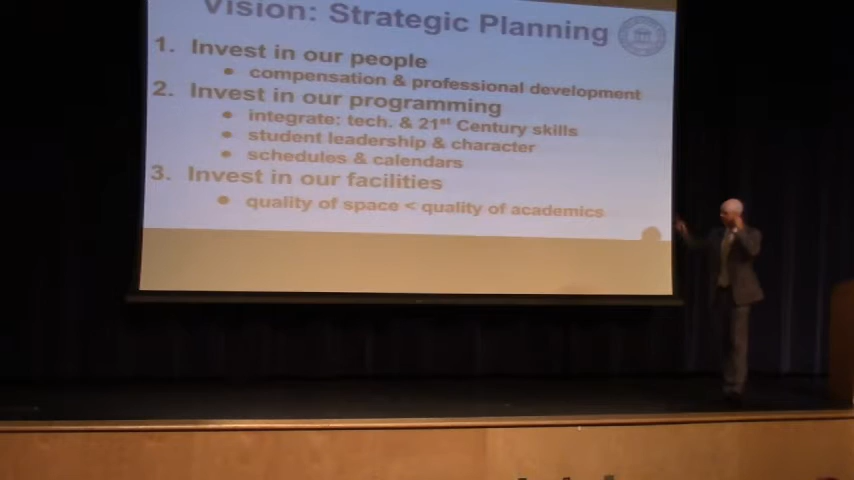 Vision: Strategic Planning
1. Invest in our people
• compensation & professional development
2. Invest in our programming
• integrate: tech. & 21st Century skills
• student leadership & character
• schedules & calendars
3. Invest in our facilities
• quality of space < quality of academics